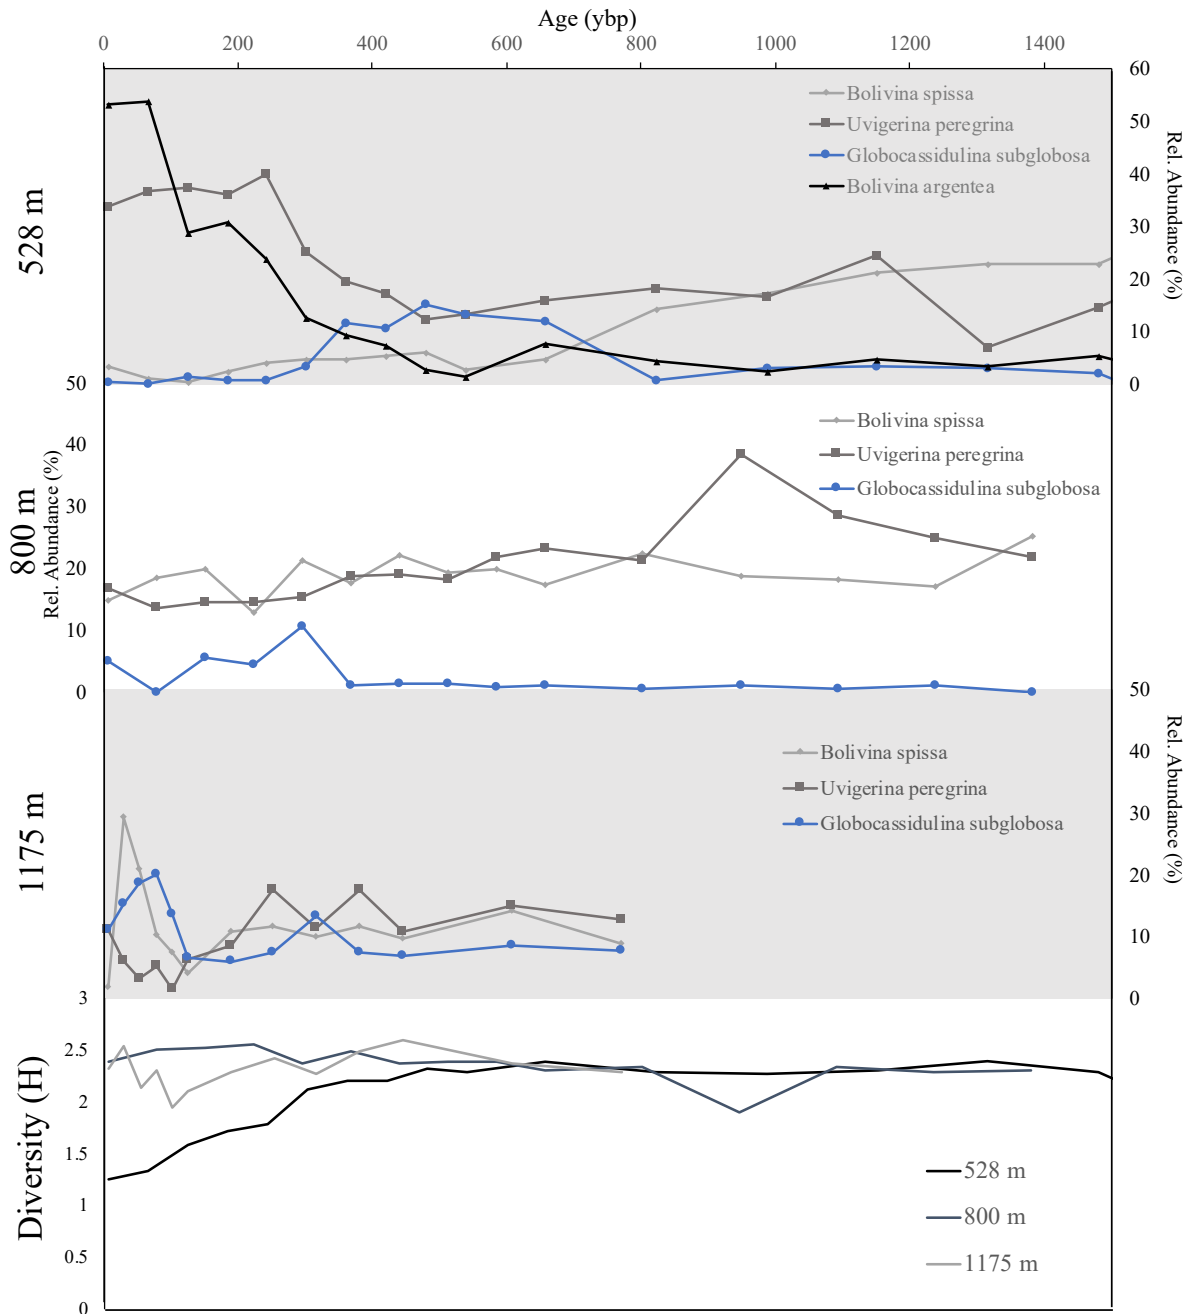 Age (ybp)
0 200 400 600 800 1000 1200 1400
528 m
Bolivina spissa
Uvigerina peregrina
Globocassidulina subglobosa
Bolivina argentea
60
50
40
30
20
10
0
Rel. Abundance (%)
800 m
Rel. Abundance (%)
50
40
30
20
10
0
Bolivina spissa
Uvigerina peregrina
Globocassidulina subglobosa
1175 m
Bolivina spissa
Uvigerina peregrina
Globocassidulina subglobosa
50
40
30
20
10
0
Rel. Abundance (%)
Diversity (H)
3
2.5
2
1.5
1
0.5
0
528 m
800 m
1175 m